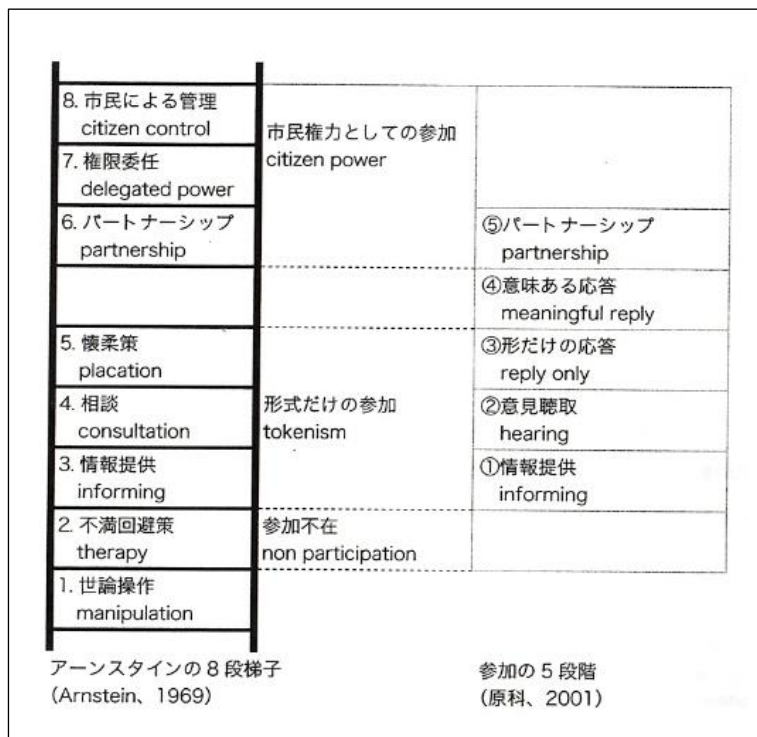 8. 市民による管理
citizen control
7. 権限委任
delegated power
6. パートナーシップ
partnership
5. 懐柔策
placation
4. 相談
consultation
3. 情報提供
informing
2. 不満回避策
therapy
1. 世論操作
manipulation
アーンスタインの8段梯子
(Arnstein、1969)
市民権力としての参加
citizen power
形式だけの参加
tokenism
参加不在
non participation
⑤パートナーシップ
partnership
④意味ある応答
meaningful reply
③形だけの応答
reply only
②意見聴取
hearing
①情報提供
informing
参加の5段階
(原科、2001)